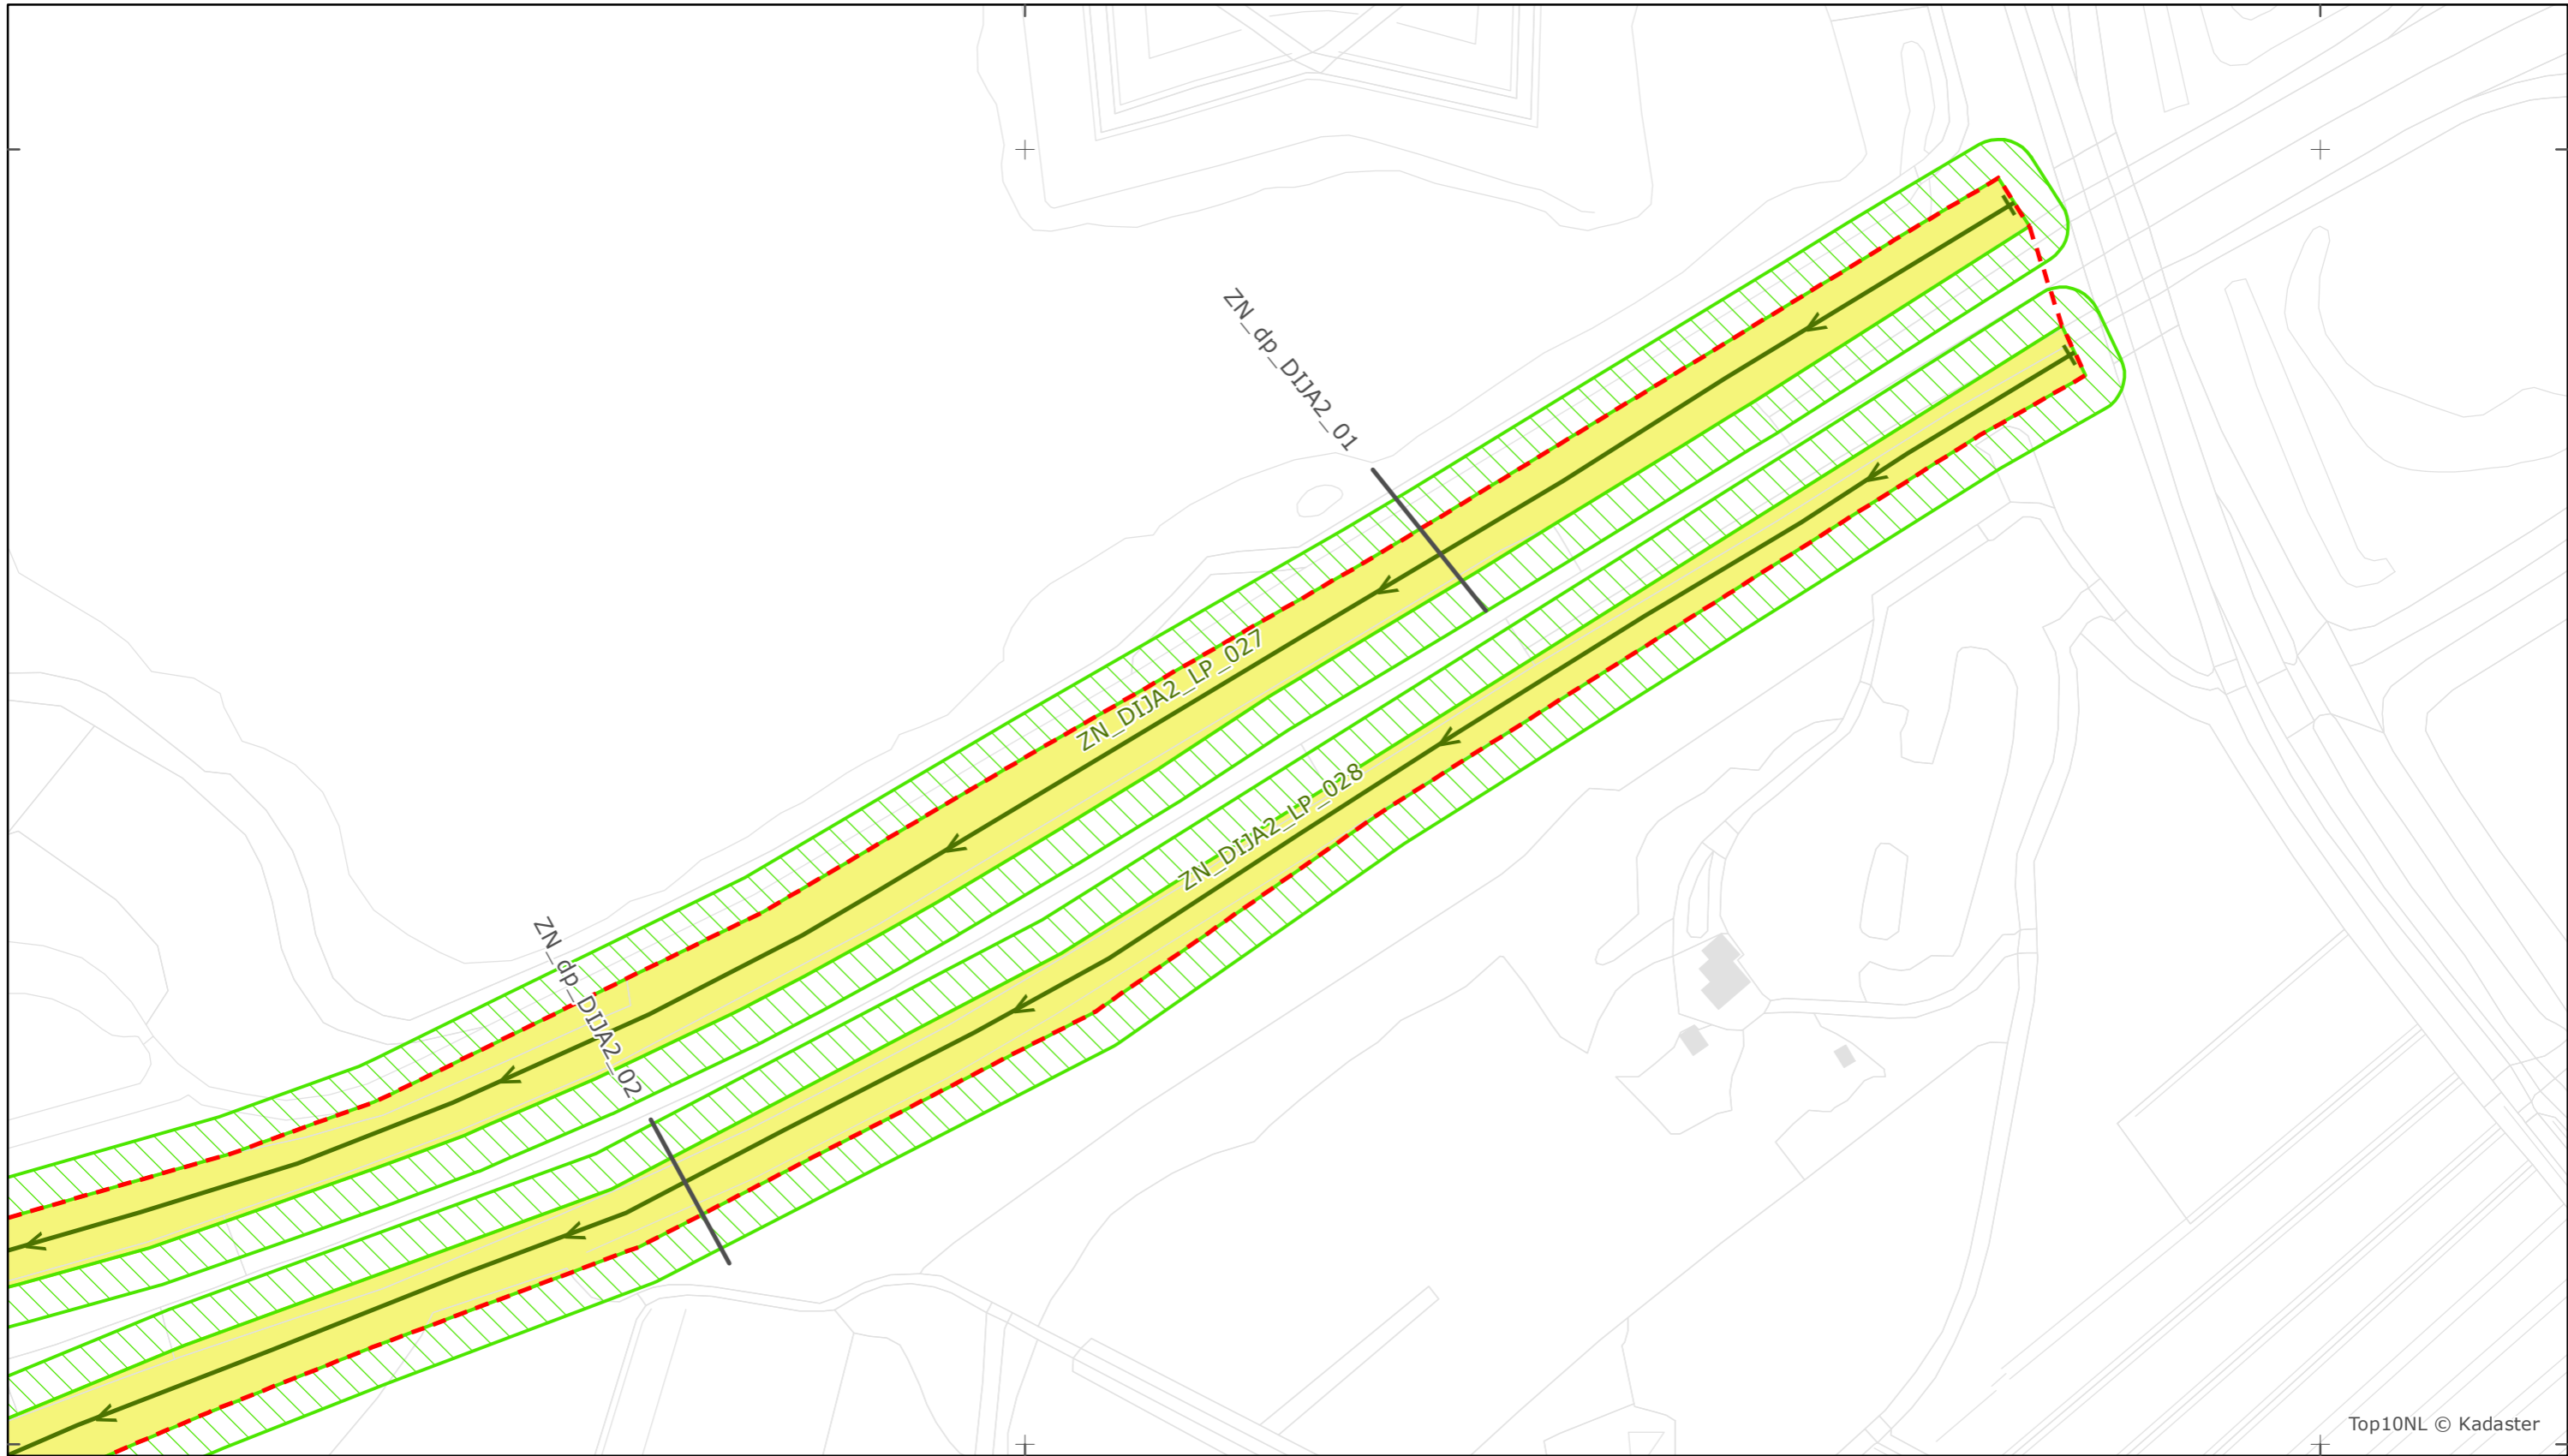 ZN_dp_DIJA2_01
ZN_DIJA2_LP_027
ZN_DIJA2_LP_028
ZN_dp_DIJA2_02
Top10NL © Kadaster